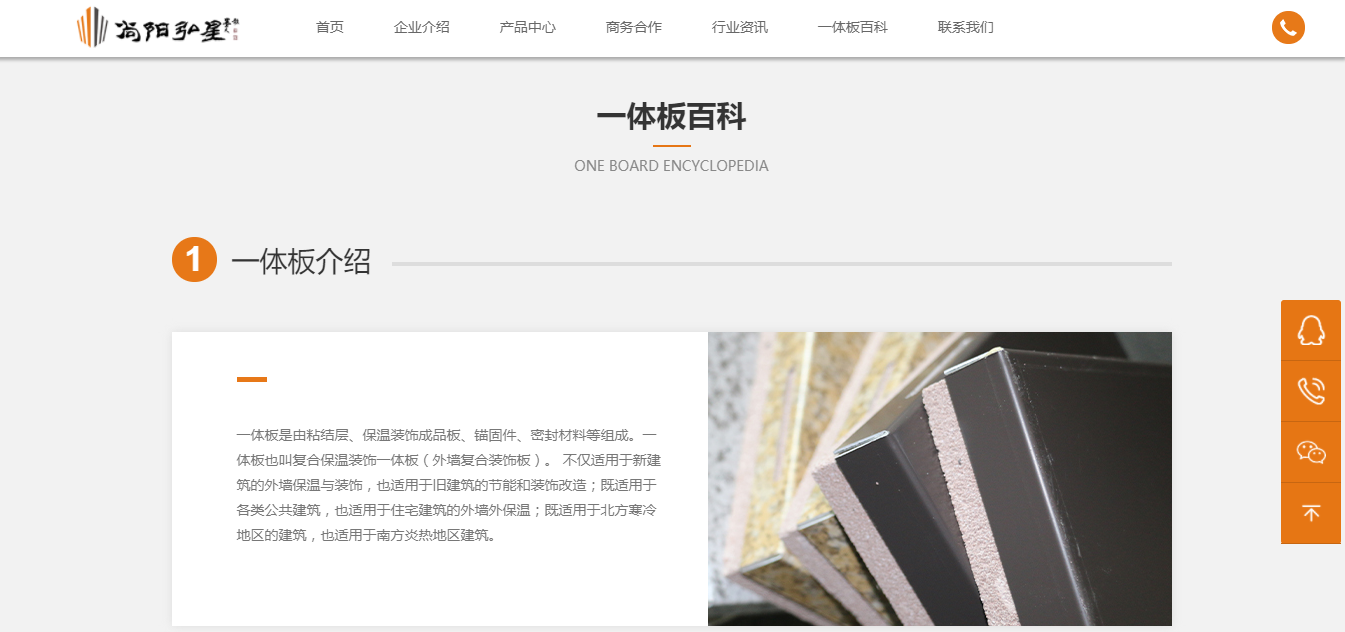 首页 企业介绍 产品中心 商务合作 行业资讯 一体板百科 联系我们
一体板百科
ONE BOARD ENCYCLOPEDIA
1 一体板介绍
一体板是由粘结层、保温装饰成品板、锚固件、密封材料等组成。一
体板也叫复合保温装饰一体板（外墙复合装饰板）。 不仅适用于新建
筑的外墙保温与装饰，也适用于旧建筑的节能和装饰改造；既适用于
各类公共建筑，也适用于住宅建筑的外墙外保温；既适用于北方寒冷
地区的建筑，也适用于南方炎热地区建筑。